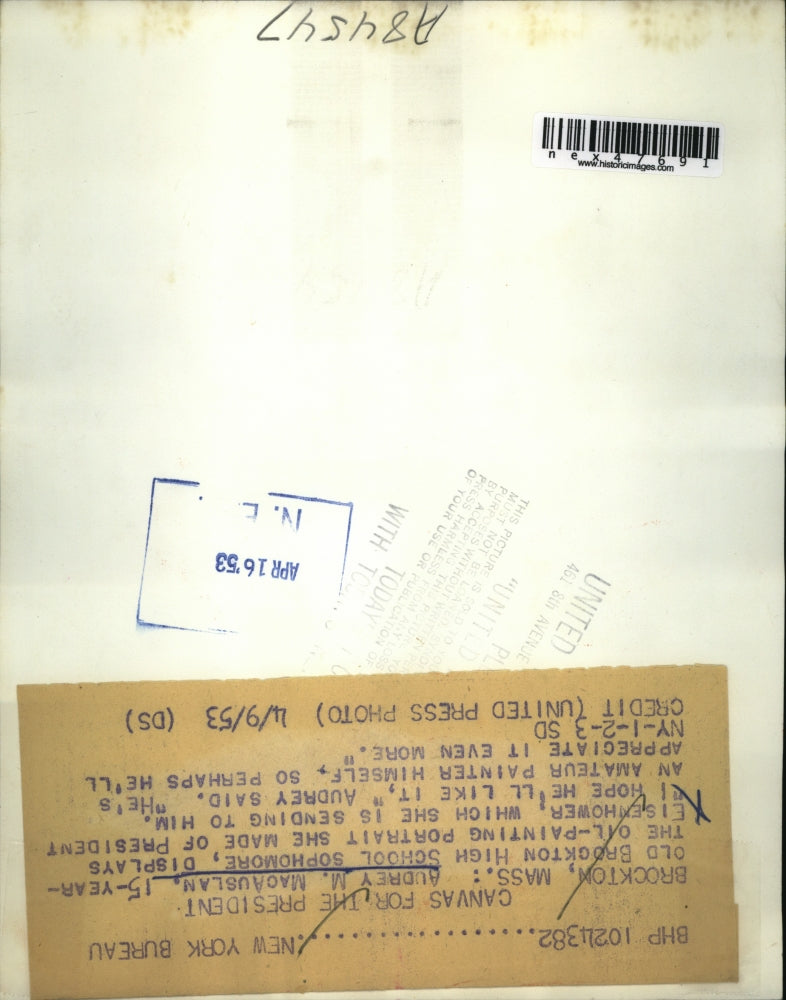 A84547
nex47691
www.historicimages.com
N. E.
APR 16 '53
UNITED
461 8th AVENUE
"UNITED
THIS PICTURE IS
WITH TODAY
BHP 1024382....................NEW YORK BUREAU
CANVAS FOR THE PRESIDENT
BROCKTON, MASS.: AUDREY M. MACAUSLAN, 15-YEAR-
OLD BROCKTON HIGH SCHOOL SOPHOMORE, DISPLAYS
THE OIL-PAINTING PORTRAIT SHE MADE OF PRESIDENT
EISENHOWER, WHICH SHE IS SENDING TO HIM.
"I HOPE HE'LL LIKE IT," AUDREY SAID. "HE'S
AN AMATEUR PAINTER HIMSELF, SO PERHAPS HE'LL
APPRECIATE IT EVEN MORE."
NY-1-2-3 SD
CREDIT (UNITED PRESS PHOTO) 4/9/53 (DS)